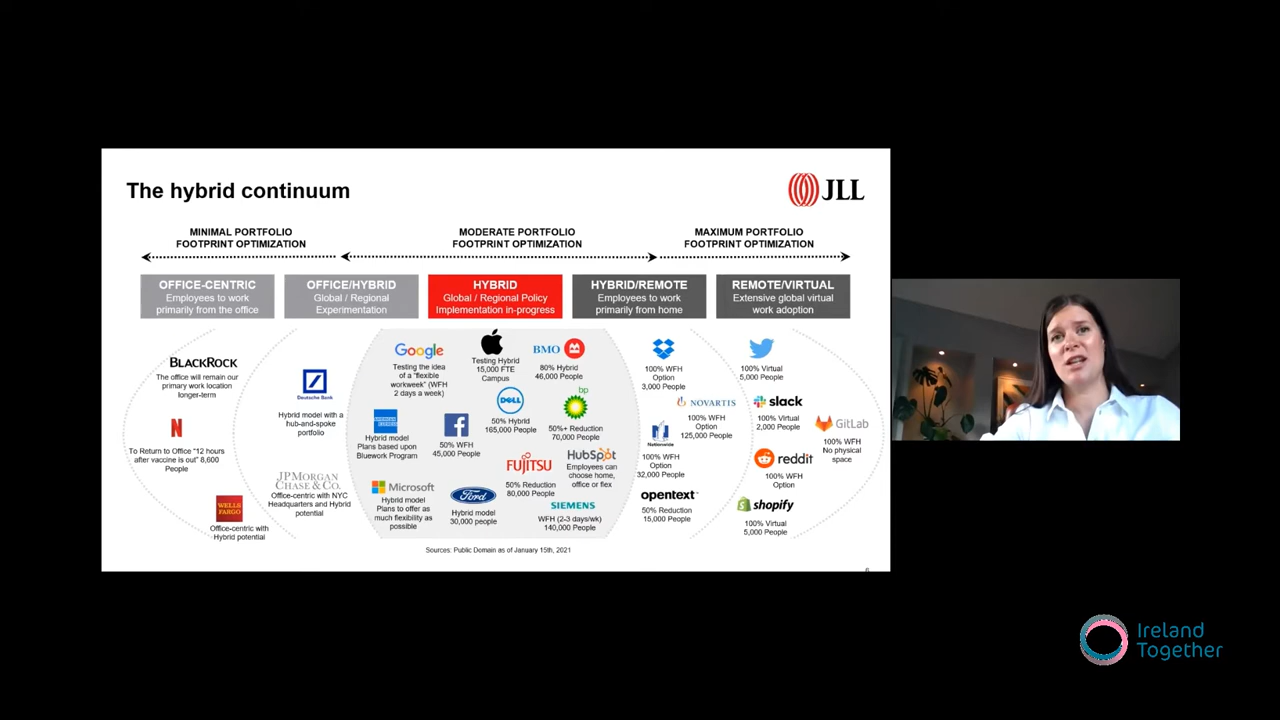 The hybrid continuum
JLL
MINIMAL PORTFOLIO
FOOTPRINT OPTIMIZATION
MODERATE PORTFOLIO
FOOTPRINT OPTIMIZATION
MAXIMUM PORTFOLIO
FOOTPRINT OPTIMIZATION
OFFICE-CENTRIC
Employees to work
primarily from the office
OFFICE/HYBRID
Global / Regional
Experimentation
HYBRID
Global / Regional Policy
Implementation in-progress
HYBRID/REMOTE
Employees to work
primarily from home
REMOTE/VIRTUAL
Extensive global virtual
work adoption
BLACKROCK
The office will remain our
primary work location
longer-term
N
To Return to Office "12 hours
after vaccine is out" 8,600
People
WELLS
FARGO
Office-centric with
Hybrid potential
Deutsche Bank
Hybrid model with a
hub-and-spoke
portfolio
JPMORGAN
CHASE & CO.
Office-centric with NYC
Headquarters and Hybrid
potential
Google
Testing the idea
of a "flexible
workweek" (WFH
2 days a week)
AMERICAN
EXPRESS
Hybrid model
Plans based upon
Bluework Program
Microsoft
Hybrid model
Plans to offer as
much flexibility as
possible
Testing Hybrid
15,000 FTE
Campus
f
50% WFH
45,000 People
Ford
Hybrid model
30,000 people
DELL
50% Hybrid
165,000 People
FUJITSU
50% Reduction
80,000 People
BMO
80% Hybrid
46,000 People
bp
50%+ Reduction
70,000 People
HubSpot
Employees can
choose home,
office or flex
SIEMENS
WFH (2-3 days/wk)
140,000 People
100% WFH
Option
3,000 People
NOVARTIS
100% WFH
Option
125,000 People
Nationwide
100% WFH
Option
32,000 People
opentext™
50% Reduction
15,000 People
100% Virtual
5,000 People
slack
100% Virtual
2,000 People
reddit
100% WFH
Option
shopify
100% Virtual
5,000 People
GitLab
100% WFH
No physical
space
Sources: Public Domain as of January 15th, 2021
Ireland
Together